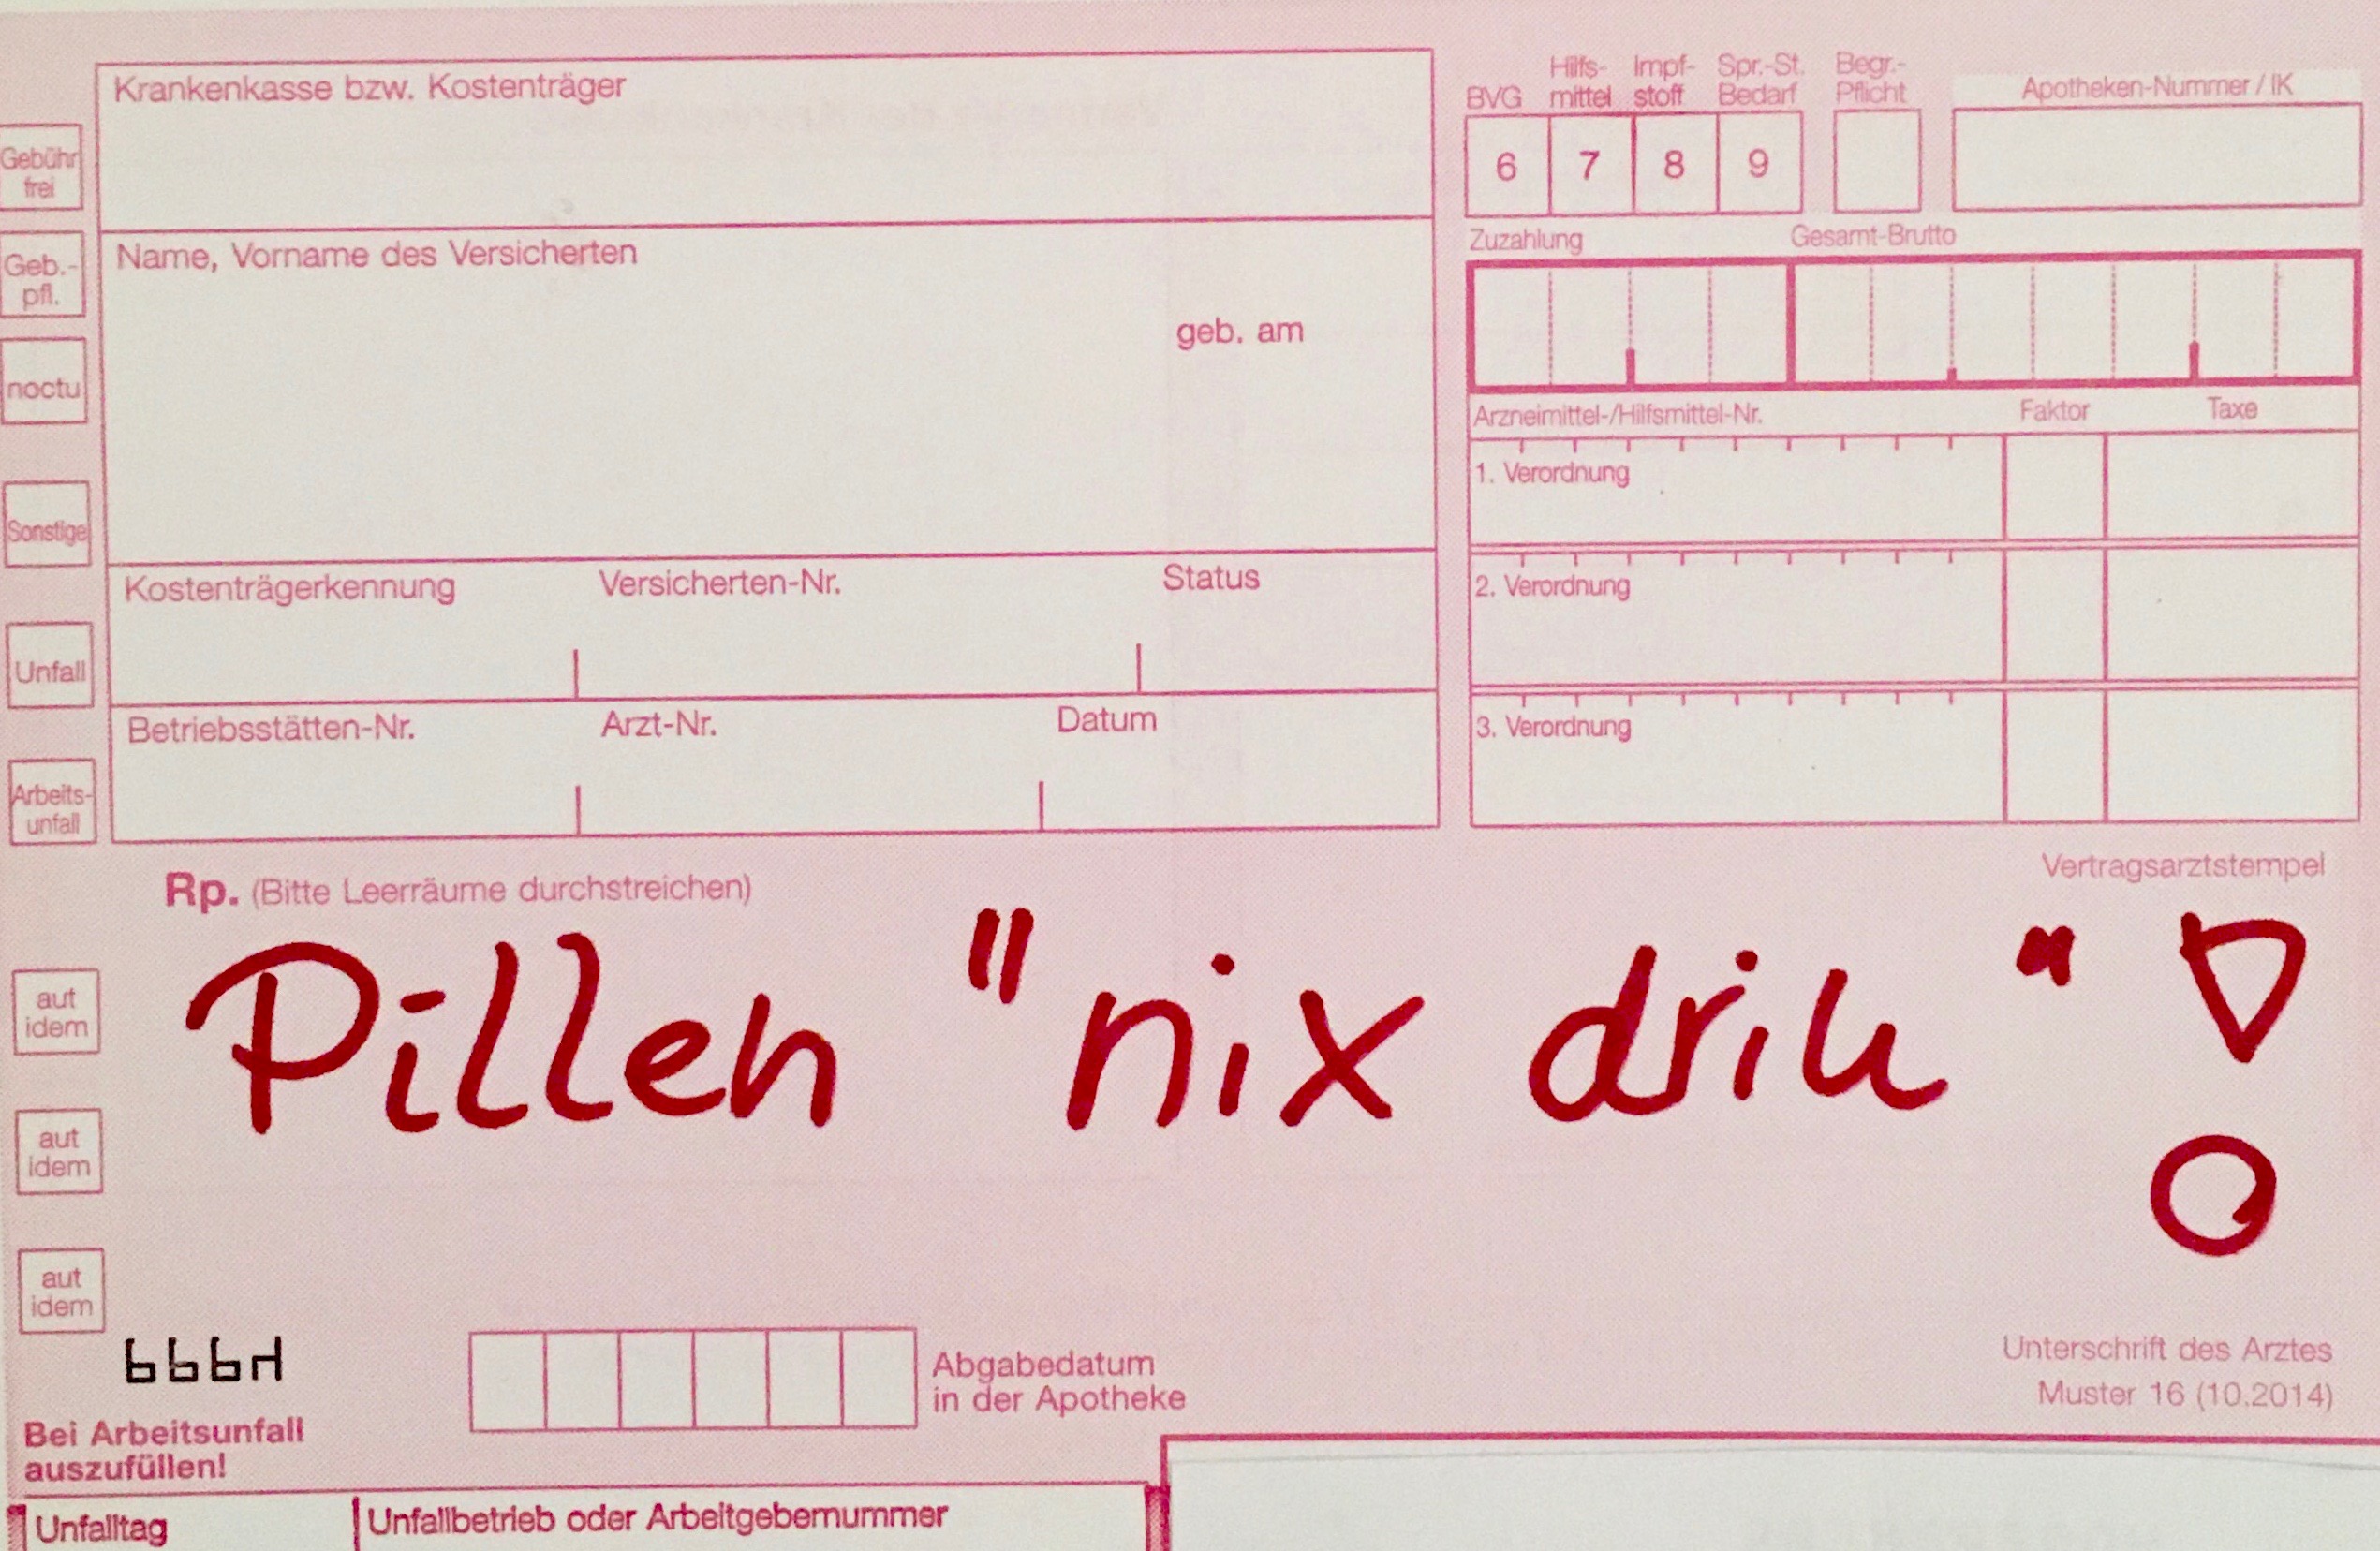 Krankenkasse bzw. Kostenträger
Gebühr
frei
Geb.-
pfl.
noctu
Sonstige
Unfall
Arbeits-
unfall
Name, Vorname des Versicherten
geb. am
Kostenträgerkennung Versicherten-Nr. Status
Betriebsstätten-Nr. Arzt-Nr. Datum
BVG Hilfs- Impf- Spr.-St. Begr.-
mittel stoff Bedarf Pflicht
Apotheken-Nummer / IK
6 7 8 9
Zuzahlung Gesamt-Brutto
Arzneimittel-/Hilfsmittel-Nr. Faktor Taxe
1. Verordnung
2. Verordnung
3. Verordnung
Vertragsarztstempel
Rp. (Bitte Leerräume durchstreichen)
Pillen "nix drin" !
aut
idem
aut
idem
aut
idem
Abgabedatum
in der Apotheke
Unterschrift des Arztes
Muster 16 (10.2014)
Bei Arbeitsunfall
auszufüllen!
Unfalltag Unfallbetrieb oder Arbeitgebernummer